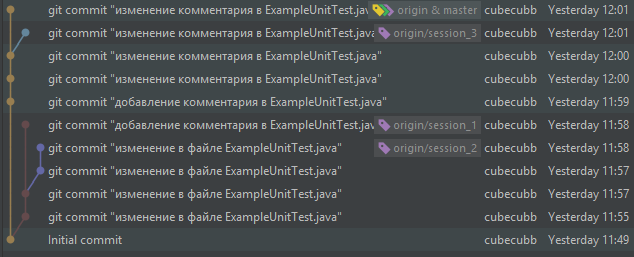 git commit "изменение комментария в ExampleUnitTest.jav origin & master cubecubb Yesterday 12:01
git commit "изменение комментария в ExampleUnitTest.jav origin/session_3 cubecubb Yesterday 12:01
git commit "изменение комментария в ExampleUnitTest.java" cubecubb Yesterday 12:00
git commit "изменение комментария в ExampleUnitTest.java" cubecubb Yesterday 12:00
git commit "добавление комментария в ExampleUnitTest.java" cubecubb Yesterday 11:59
git commit "добавление комментария в ExampleUnitTest.ja origin/session_1 cubecubb Yesterday 11:58
git commit "изменение в файле ExampleUnitTest.java" origin/session_2 cubecubb Yesterday 11:58
git commit "изменение в файле ExampleUnitTest.java" cubecubb Yesterday 11:57
git commit "изменение в файле ExampleUnitTest.java" cubecubb Yesterday 11:57
git commit "изменение в файле ExampleUnitTest.java" cubecubb Yesterday 11:55
Initial commit cubecubb Yesterday 11:49